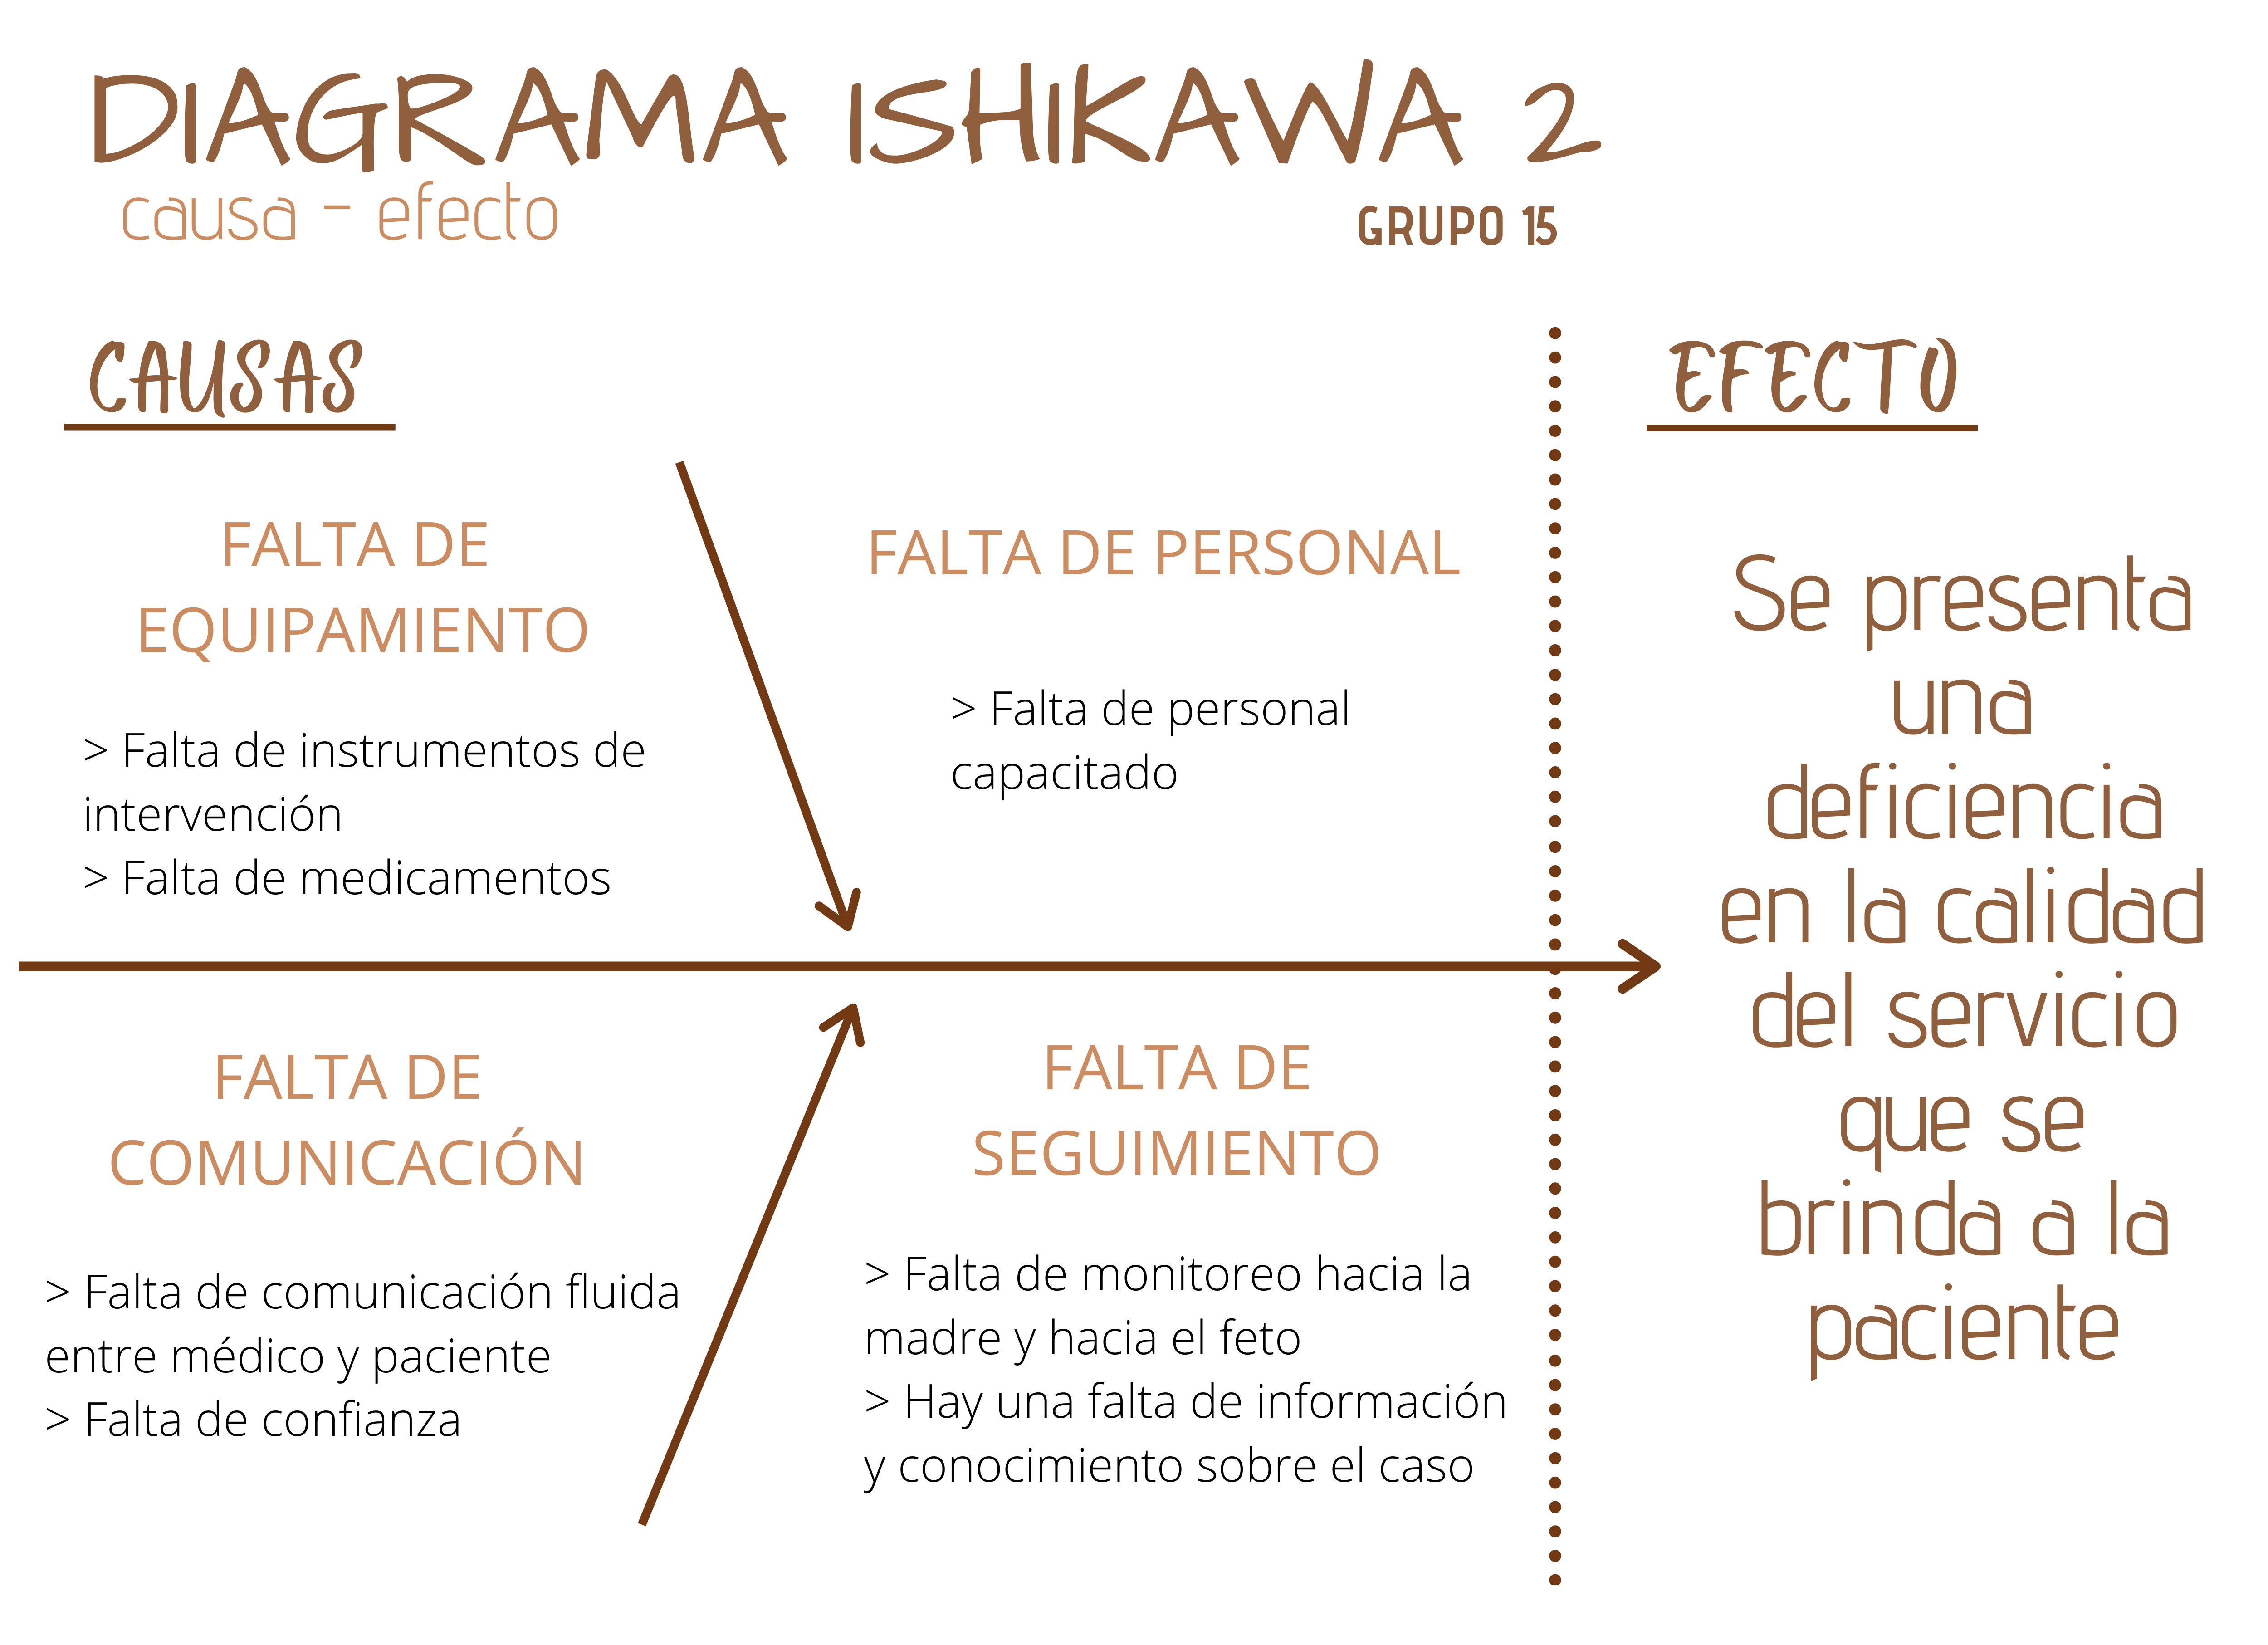 DIAGRAMA ISHIKAWA 2
causa - efecto
GRUPO 15
CAUSAS
FALTA DE
EQUIPAMIENTO
> Falta de instrumentos de
intervención
> Falta de medicamentos
FALTA DE PERSONAL
> Falta de personal
capacitado
FALTA DE
COMUNICACIÓN
> Falta de comunicación fluida
entre médico y paciente
> Falta de confianza
FALTA DE
SEGUIMIENTO
> Falta de monitoreo hacia la
madre y hacia el feto
> Hay una falta de información
y conocimiento sobre el caso
EFECTO
Se presenta
una
deficiencia
en la calidad
del servicio
que se
brinda a la
paciente